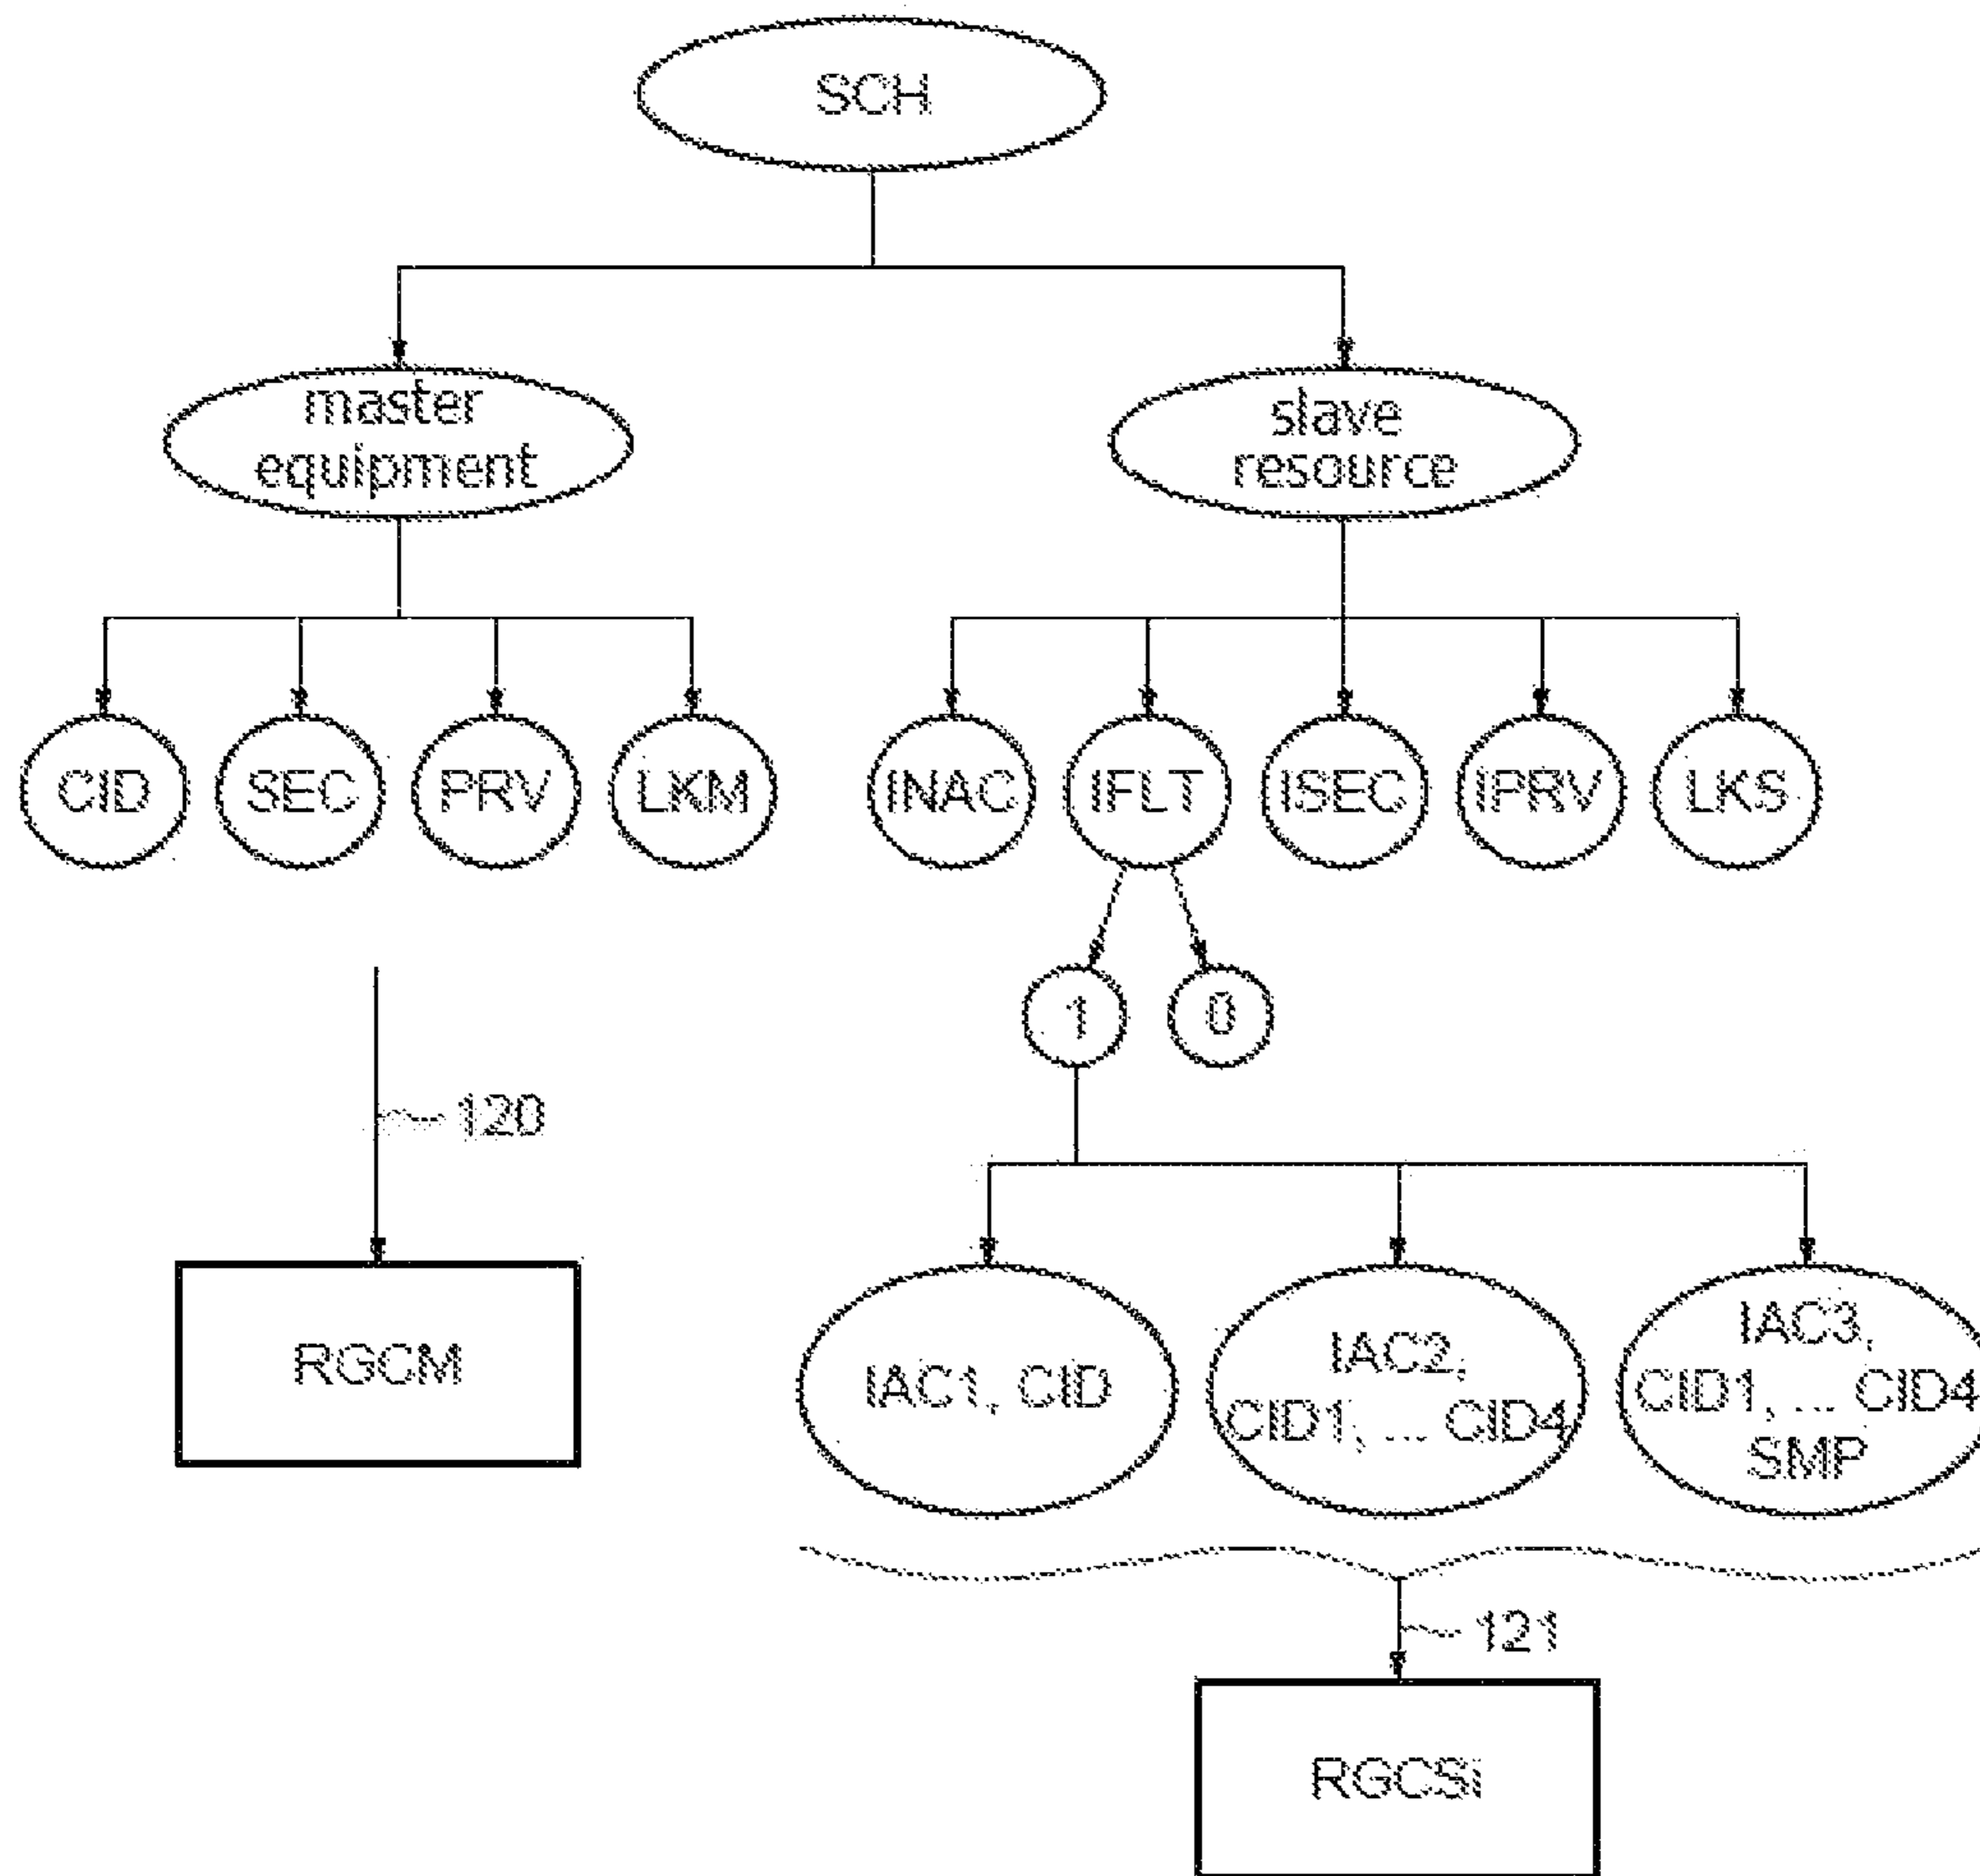 SCH
master
equipment
slave
resource
CID
SEC
PRV
LKM
INAC
IFLT
ISEC
IPRV
LKS
1
0
120
RGCM
IAC1, CID
IAC2,
CID1, ... CID4
IAC3,
CID1, ... CID4
SMP
121
RGCSi